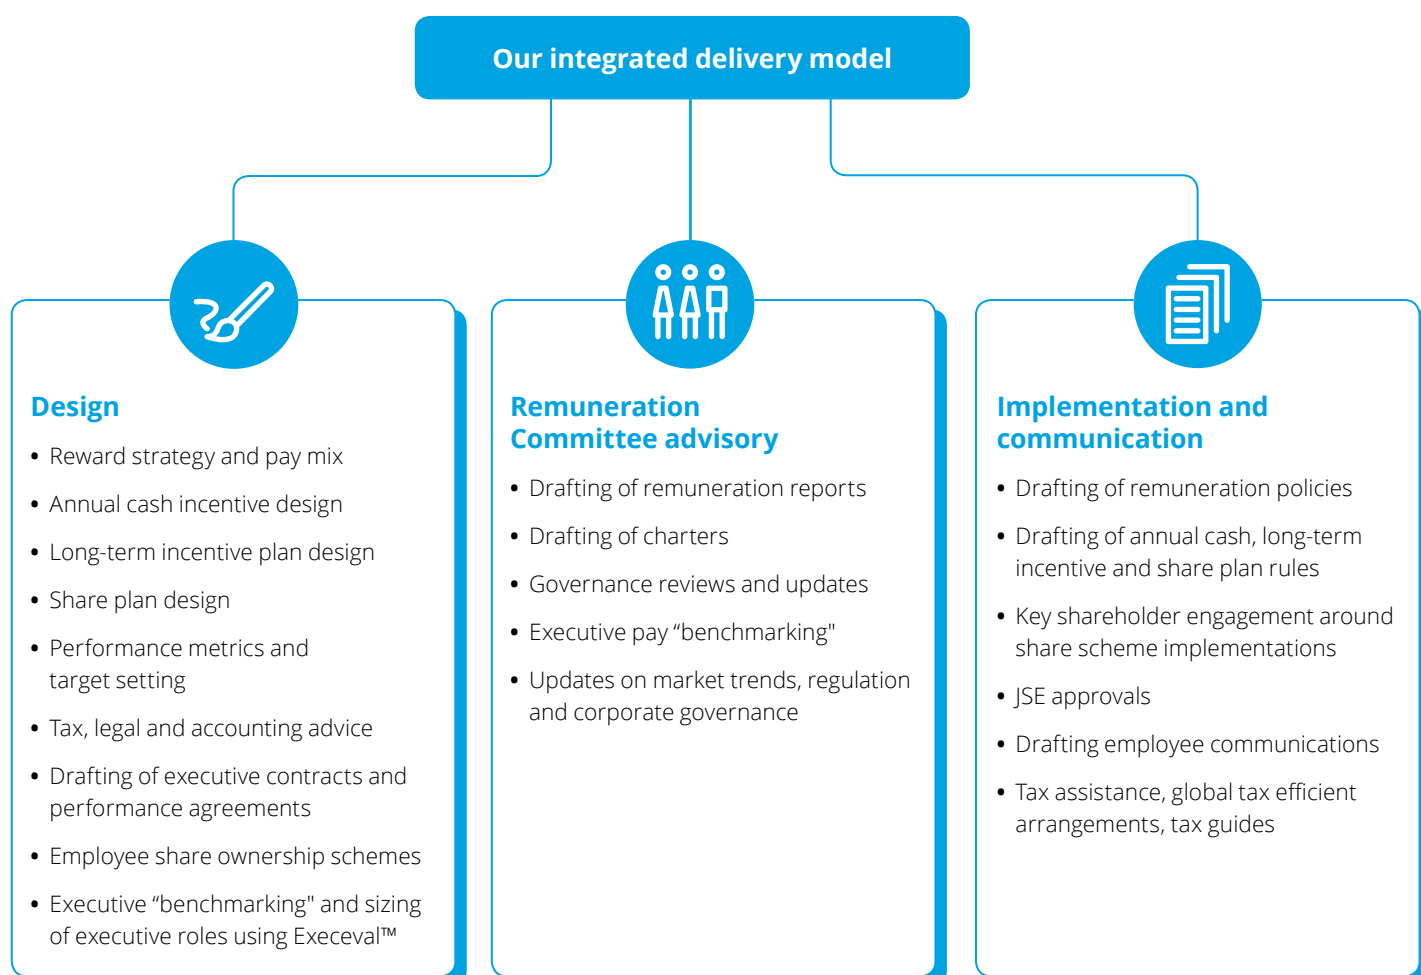 Our integrated delivery model
Design
• Reward strategy and pay mix
• Annual cash incentive design
• Long-term incentive plan design
• Share plan design
• Performance metrics and
target setting
• Tax, legal and accounting advice
• Drafting of executive contracts and
performance agreements
• Employee share ownership schemes
• Executive “benchmarking" and sizing
of executive roles using Execeval™
Remuneration
Committee advisory
• Drafting of remuneration reports
• Drafting of charters
• Governance reviews and updates
• Executive pay “benchmarking"
• Updates on market trends, regulation
and corporate governance
Implementation and
communication
• Drafting of remuneration policies
• Drafting of annual cash, long-term
incentive and share plan rules
• Key shareholder engagement around
share scheme implementations
• JSE approvals
• Drafting employee communications
• Tax assistance, global tax efficient
arrangements, tax guides